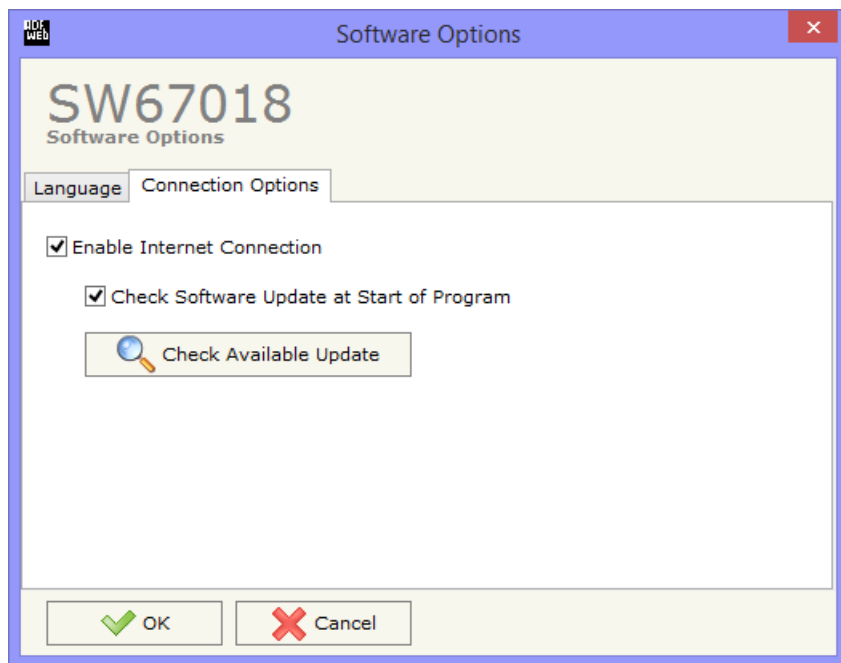 ADF
WEB
Software Options
SW67018
Software Options
Language
Connection Options
Enable Internet Connection
Check Software Update at Start of Program
Check Available Update
OK
Cancel